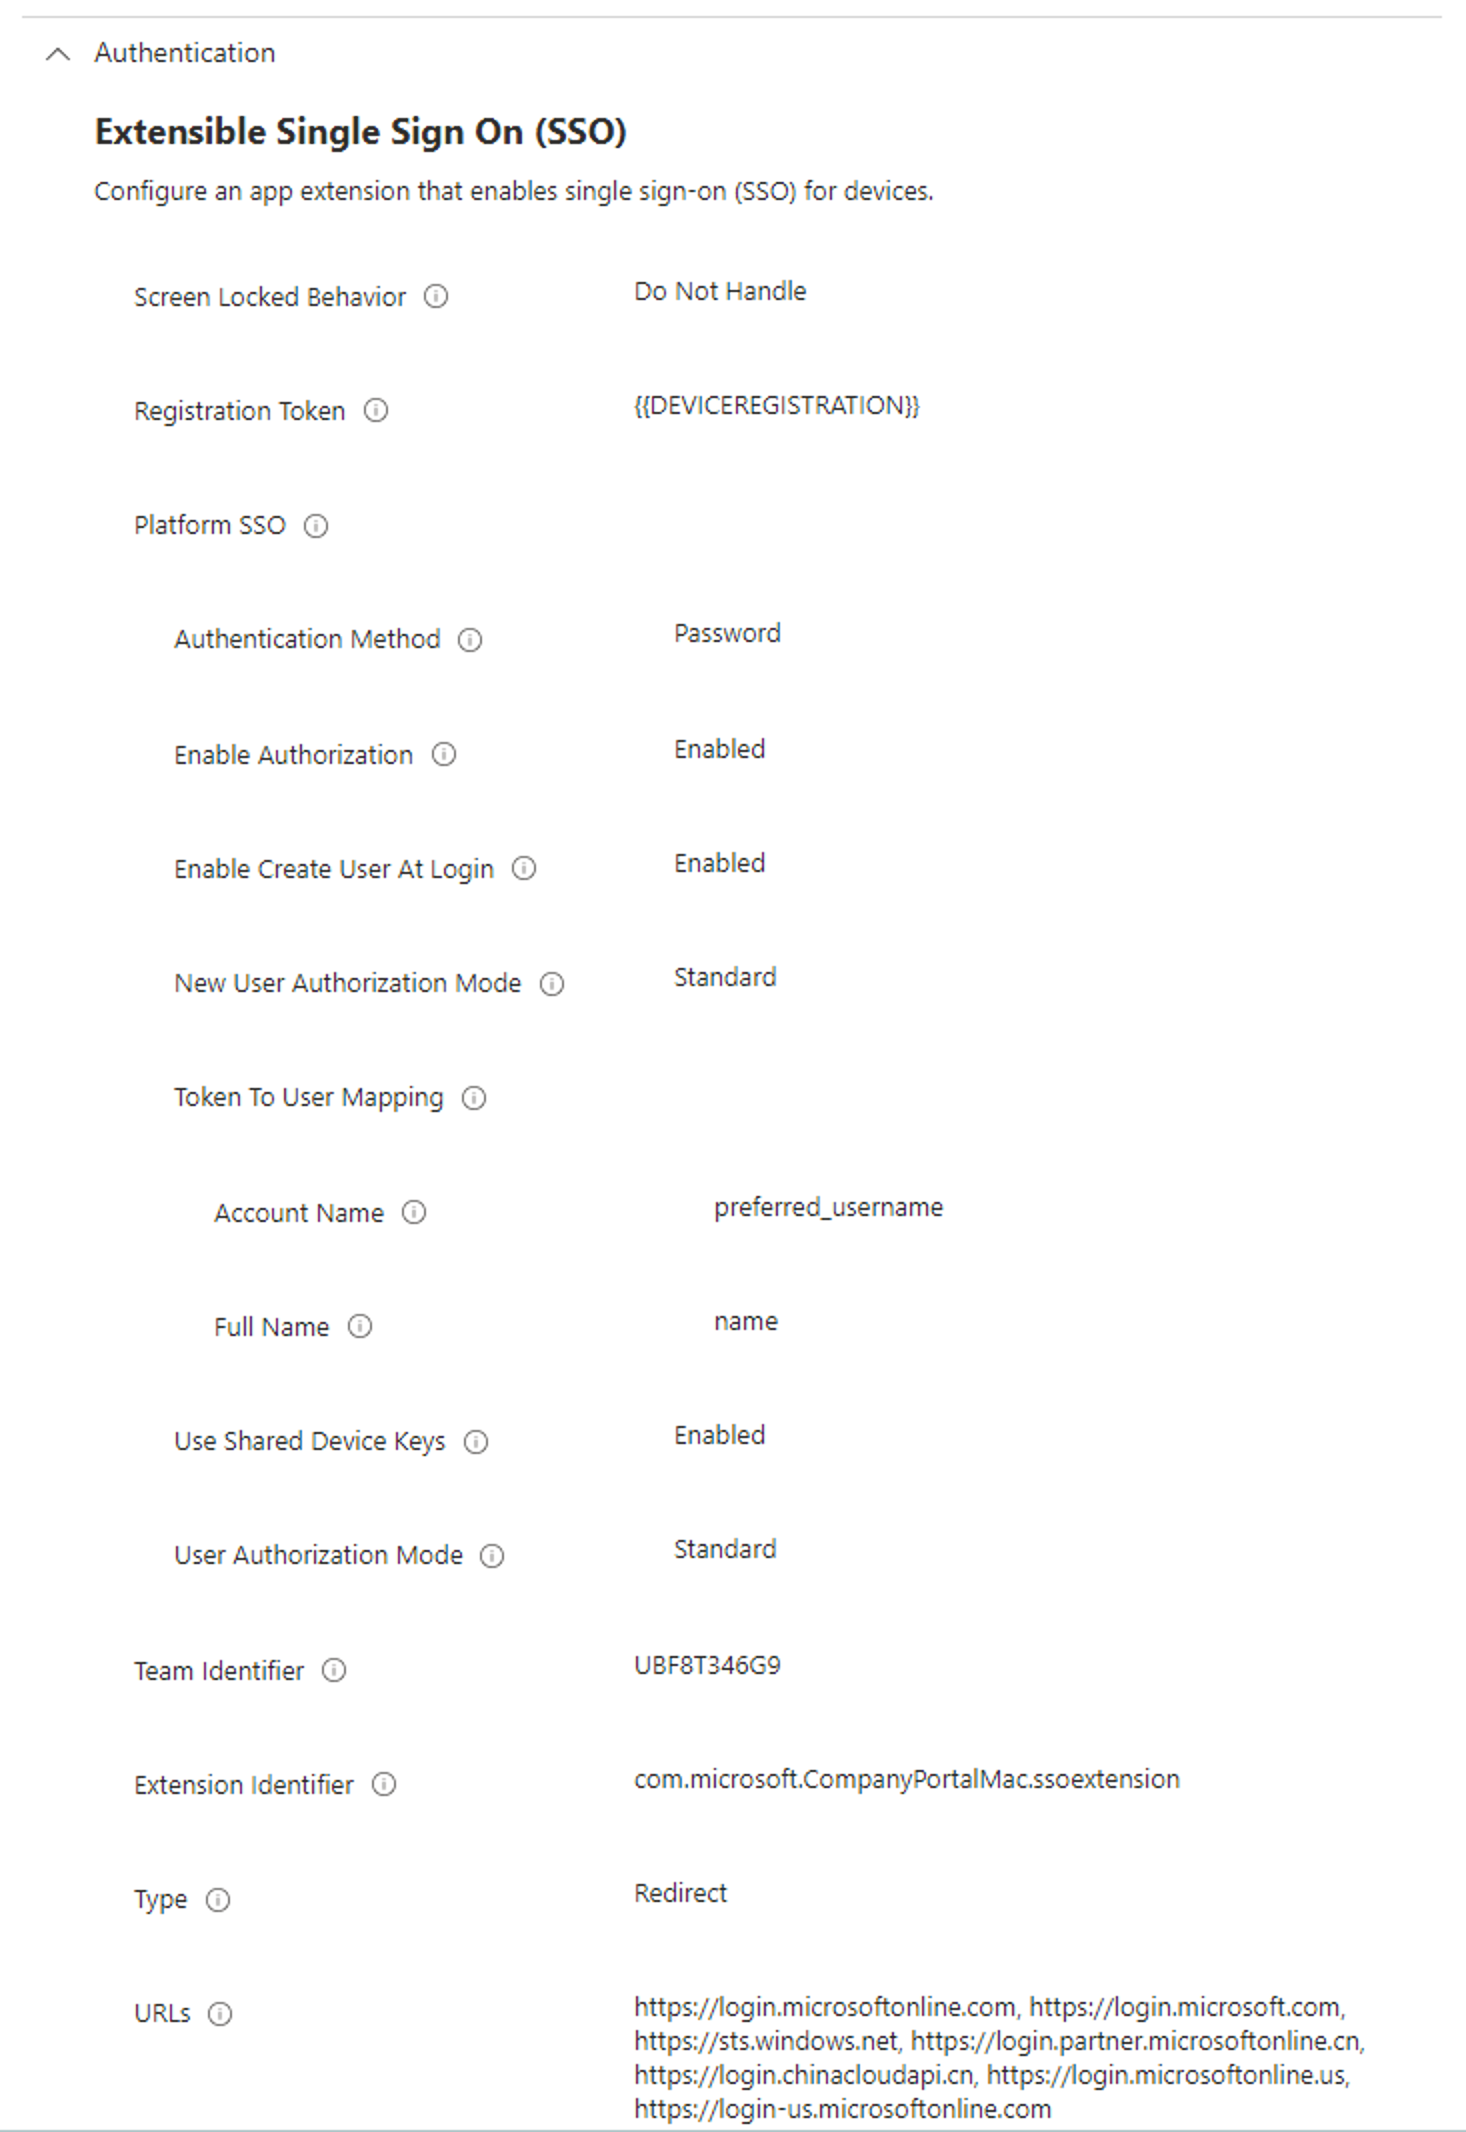 Authentication
Extensible Single Sign On (SSO)
Configure an app extension that enables single sign-on (SSO) for devices.
Screen Locked Behavior
Do Not Handle
Registration Token
{{DEVICEREGISTRATION}}
Platform SSO
Authentication Method
Password
Enable Authorization
Enabled
Enable Create User At Login
Enabled
New User Authorization Mode
Standard
Token To User Mapping
Account Name
preferred_username
Full Name
name
Use Shared Device Keys
Enabled
User Authorization Mode
Standard
Team Identifier
UBF8T346G9
Extension Identifier
com.microsoft.CompanyPortalMac.ssoextension
Type
Redirect
URLs
https://login.microsoftonline.com, https://login.microsoft.com,
https://sts.windows.net, https://login.partner.microsoftonline.cn,
https://login.chinacloudapi.cn, https://login.microsoftonline.us,
https://login-us.microsoftonline.com